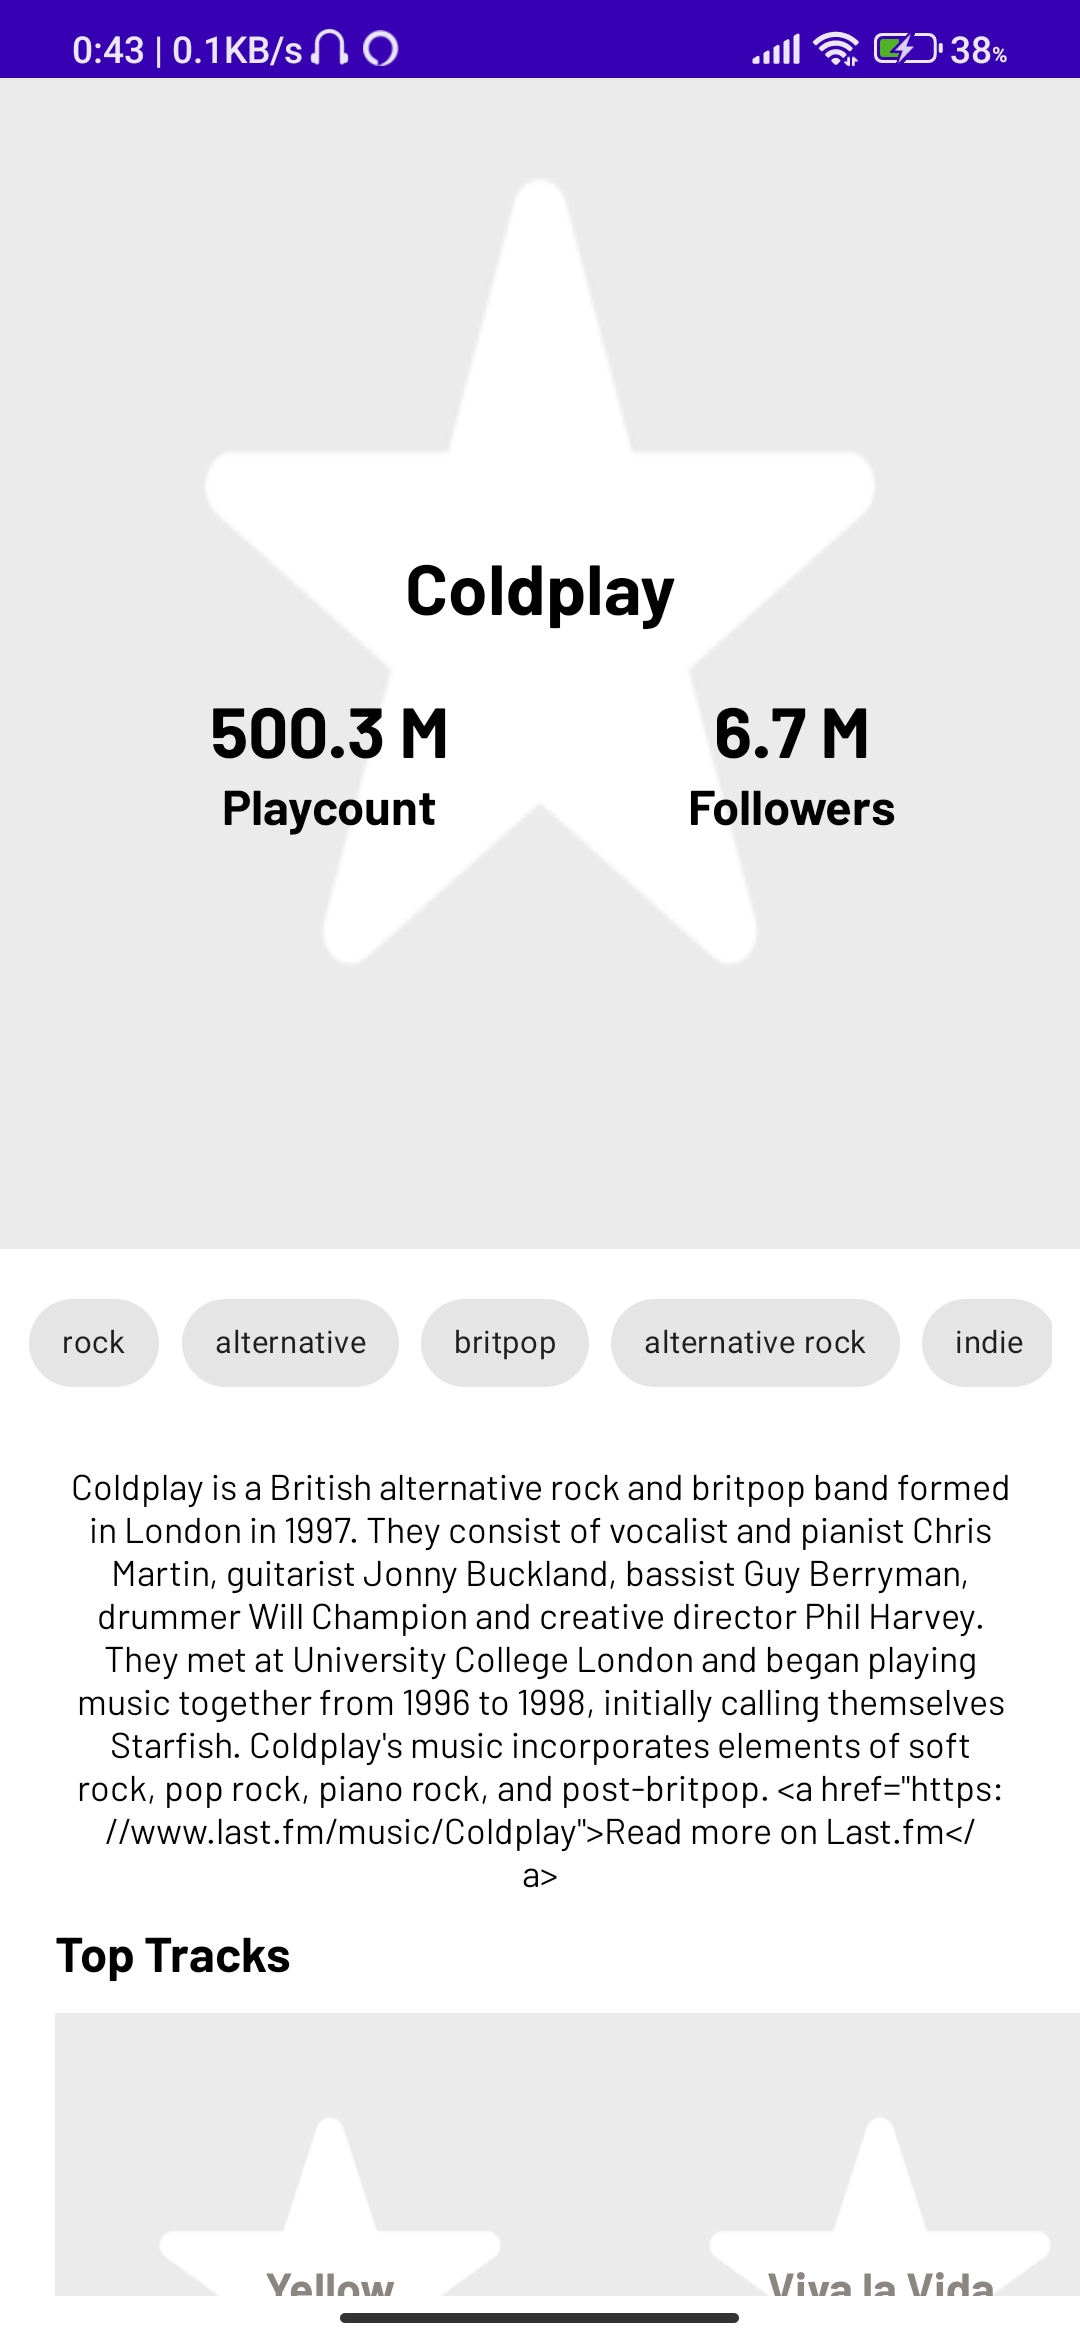 0:43 | 0.1KB/s 38%
Coldplay
500.3 M 6.7 M
Playcount Followers
rock alternative britpop alternative rock indie
Coldplay is a British alternative rock and britpop band formed
in London in 1997. They consist of vocalist and pianist Chris
Martin, guitarist Jonny Buckland, bassist Guy Berryman,
drummer Will Champion and creative director Phil Harvey.
They met at University College London and began playing
music together from 1996 to 1998, initially calling themselves
Starfish. Coldplay's music incorporates elements of soft
rock, pop rock, piano rock, and post-britpop. <a href="https:
//www.last.fm/music/Coldplay">Read more on Last.fm</
a>
Top Tracks
Yellow Viva la Vida